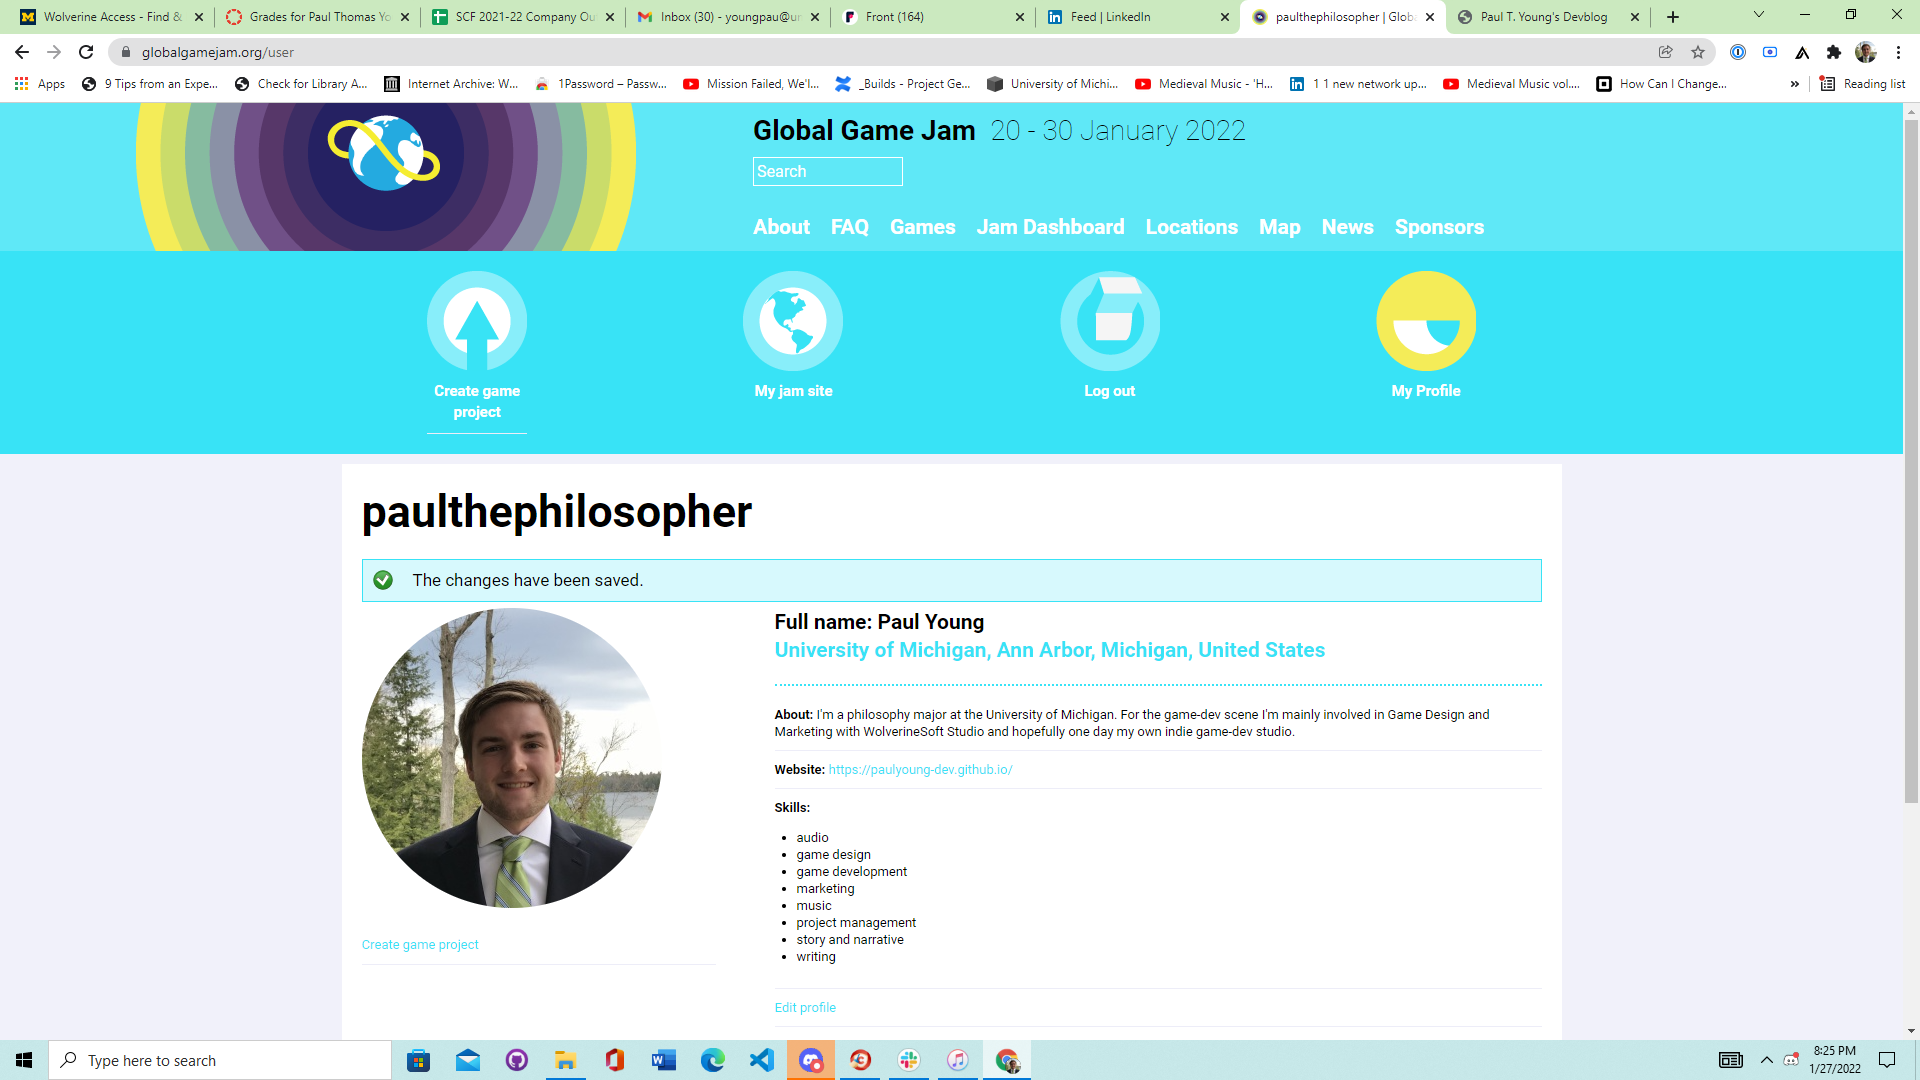 Wolverine Access - Find &
Grades for Paul Thomas Yo
SCF 2021-22 Company Ou
Inbox (30) - youngpau@un
Front (164)
Feed | LinkedIn
paulthephilosopher | Globa
Paul T. Young's Devblog
globalgamejam.org/user
Apps
9 Tips from an Expe...
Check for Library A...
Internet Archive: W...
1Password – Passw...
Mission Failed, We'l...
_Builds - Project Ge...
University of Michi...
Medieval Music - 'H...
1 1 new network up...
Medieval Music vol....
How Can I Change...
»
Reading list
Global Game Jam 20 - 30 January 2022
Search
About FAQ Games Jam Dashboard Locations Map News Sponsors
Create game
project
My jam site
Log out
My Profile
paulthephilosopher
The changes have been saved.
Full name: Paul Young
University of Michigan, Ann Arbor, Michigan, United States
About: I'm a philosophy major at the University of Michigan. For the game-dev scene I'm mainly involved in Game Design and
Marketing with WolverineSoft Studio and hopefully one day my own indie game-dev studio.
Website: https://paulyoung-dev.github.io/
Skills:
• audio
• game design
• game development
• marketing
• music
• project management
• story and narrative
• writing
Create game project
Edit profile
Type here to search
8:25 PM
1/27/2022